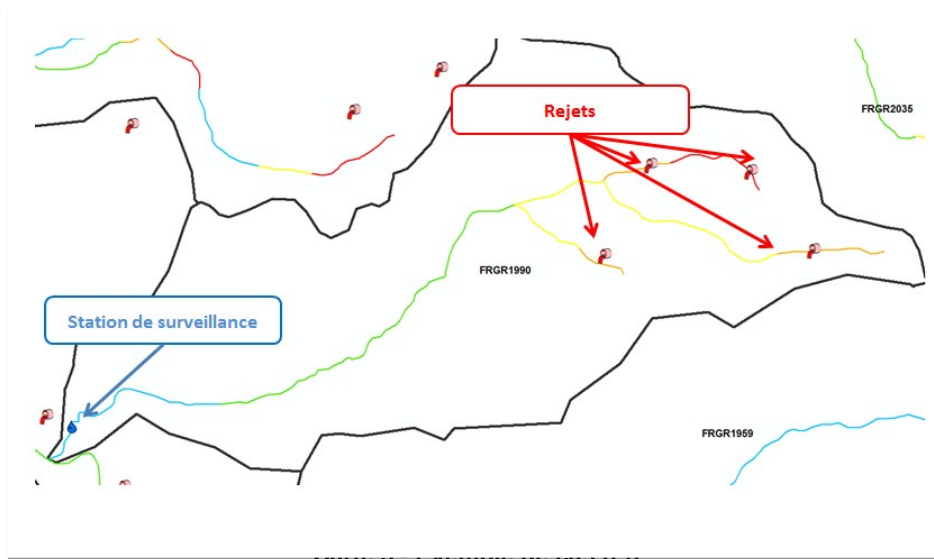 Rejets
FRGR2035
FRGR1990
Station de surveillance
FRGR1959